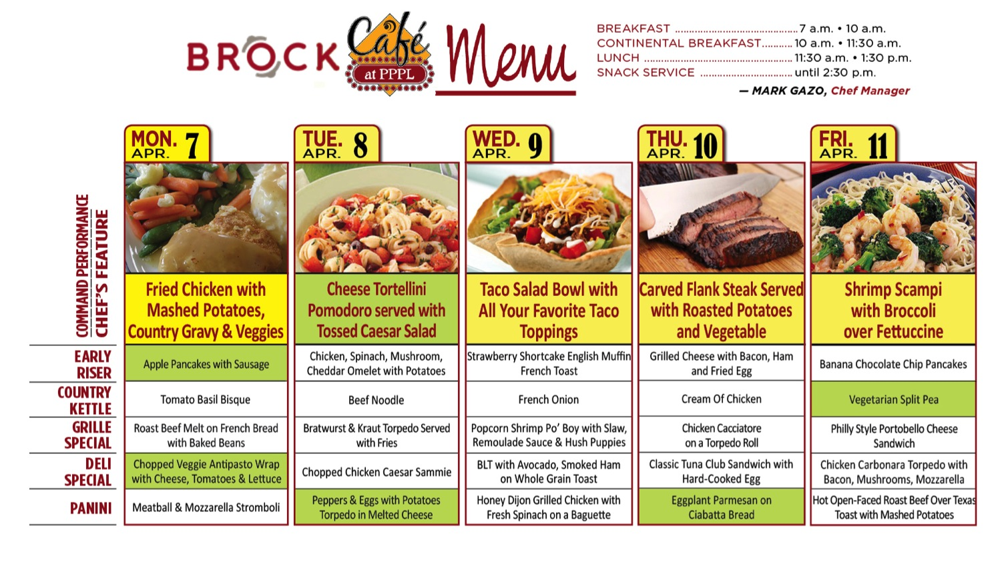 BROCK
Café
at PPPL
Menu
BREAKFAST ........................................... 7 a.m. • 10 a.m.
CONTINENTAL BREAKFAST........... 10 a.m. • 11:30 a.m.
LUNCH .................................................... 11:30 a.m. • 1:30 p.m.
SNACK SERVICE ................................ until 2:30 p.m.
— MARK GAZO, Chef Manager
MON. APR. 7
TUE. APR. 8
WED. APR. 9
THU. APR. 10
FRI. APR. 11
COMMAND PERFORMANCE
CHEF'S FEATURE
Fried Chicken with
Mashed Potatoes,
Country Gravy & Veggies
Cheese Tortellini
Pomodoro served with
Tossed Caesar Salad
Taco Salad Bowl with
All Your Favorite Taco
Toppings
Carved Flank Steak Served
with Roasted Potatoes
and Vegetable
Shrimp Scampi
with Broccoli
over Fettuccine
EARLY
RISER
Apple Pancakes with Sausage
Chicken, Spinach, Mushroom,
Cheddar Omelet with Potatoes
Strawberry Shortcake English Muffin
French Toast
Grilled Cheese with Bacon, Ham
and Fried Egg
Banana Chocolate Chip Pancakes
COUNTRY
KETTLE
Tomato Basil Bisque
Beef Noodle
French Onion
Cream Of Chicken
Vegetarian Split Pea
GRILLE
SPECIAL
Roast Beef Melt on French Bread
with Baked Beans
Bratwurst & Kraut Torpedo Served
with Fries
Popcorn Shrimp Po' Boy with Slaw,
Remoulade Sauce & Hush Puppies
Chicken Cacciatore
on a Torpedo Roll
Philly Style Portobello Cheese
Sandwich
DELI
SPECIAL
Chopped Veggie Antipasto Wrap
with Cheese, Tomatoes & Lettuce
Chopped Chicken Caesar Sammie
BLT with Avocado, Smoked Ham
on Whole Grain Toast
Classic Tuna Club Sandwich with
Hard-Cooked Egg
Chicken Carbonara Torpedo with
Bacon, Mushrooms, Mozzarella
PANINI
Meatball & Mozzarella Stromboli
Peppers & Eggs with Potatoes
Torpedo in Melted Cheese
Honey Dijon Grilled Chicken with
Fresh Spinach on a Baguette
Eggplant Parmesan on
Ciabatta Bread
Hot Open-Faced Roast Beef Over Texas
Toast with Mashed Potatoes